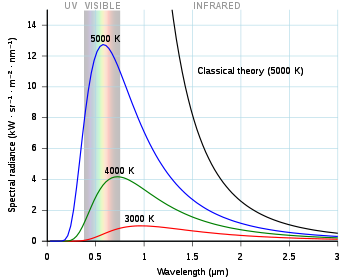 UV VISIBLE INFRARED
14
12
10
8
6
4
2
0
Spectral radiance (kW · sr⁻¹ · m⁻² · nm⁻¹)
5000 K
Classical theory (5000 K)
4000 K
3000 K
0 0.5 1 1.5 2 2.5 3
Wavelength (μm)